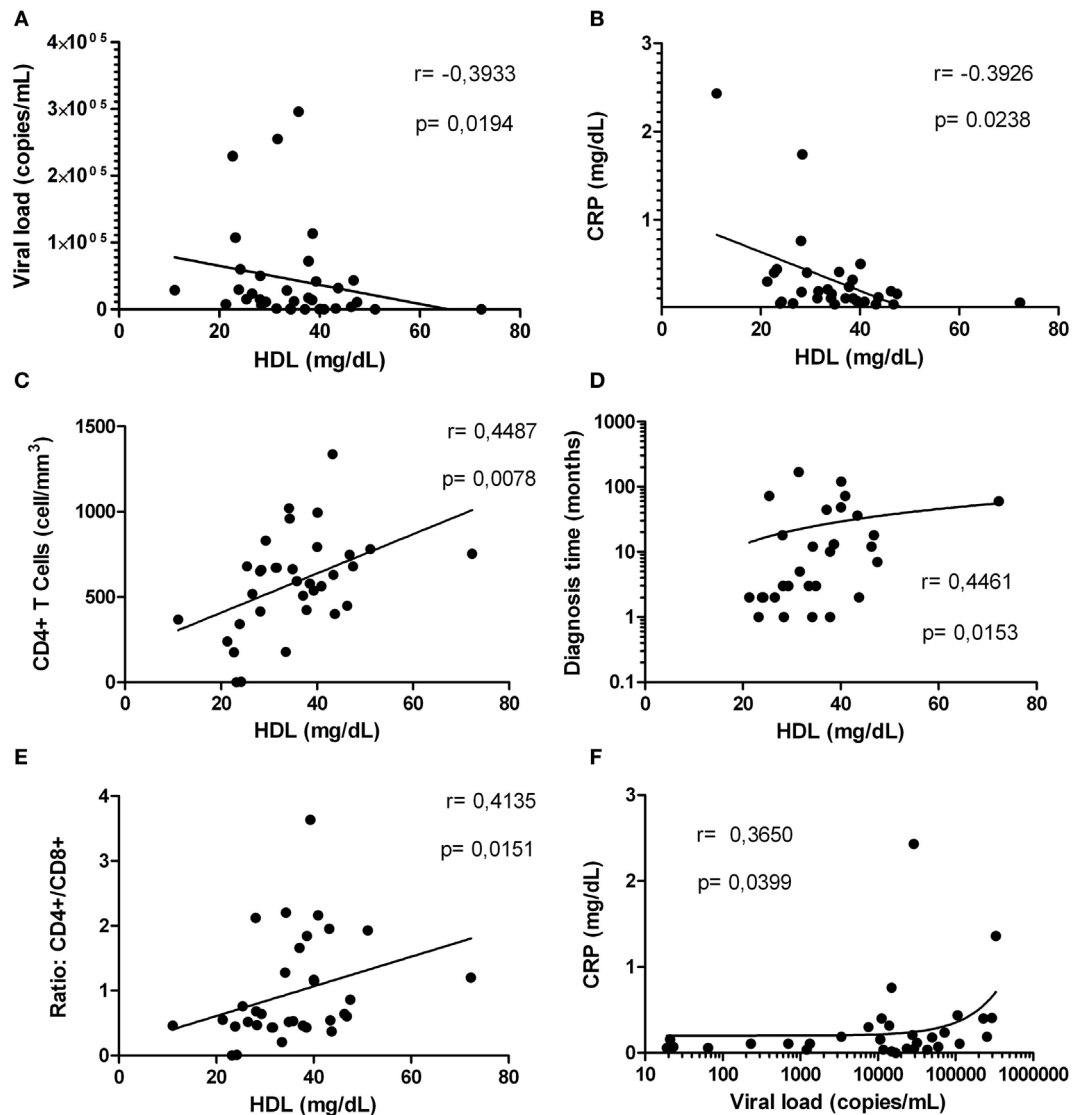 A
Viral load (copies/mL)
4×10⁰⁵
3×10⁰⁵
2×10⁰⁵
1×10⁰⁵
0
0 20 40 60 80
HDL (mg/dL)
r= -0,3933
p= 0,0194
B
CRP (mg/dL)
3
2
1
0 20 40 60 80
HDL (mg/dL)
r= -0.3926
p= 0.0238
C
CD4+ T Cells (cell/mm³)
1500
1000
500
0
0 20 40 60 80
HDL (mg/dL)
r= 0,4487
p= 0,0078
D
Diagnosis time (months)
1000
100
10
1
0.1
0 20 40 60 80
HDL (mg/dL)
r= 0,4461
p= 0,0153
E
Ratio: CD4+/CD8+
4
3
2
1
0
0 20 40 60 80
HDL (mg/dL)
r= 0,4135
p= 0,0151
F
CRP (mg/dL)
3
2
1
0
10 100 1000 10000 100000 1000000
Viral load (copies/mL)
r= 0,3650
p= 0,0399